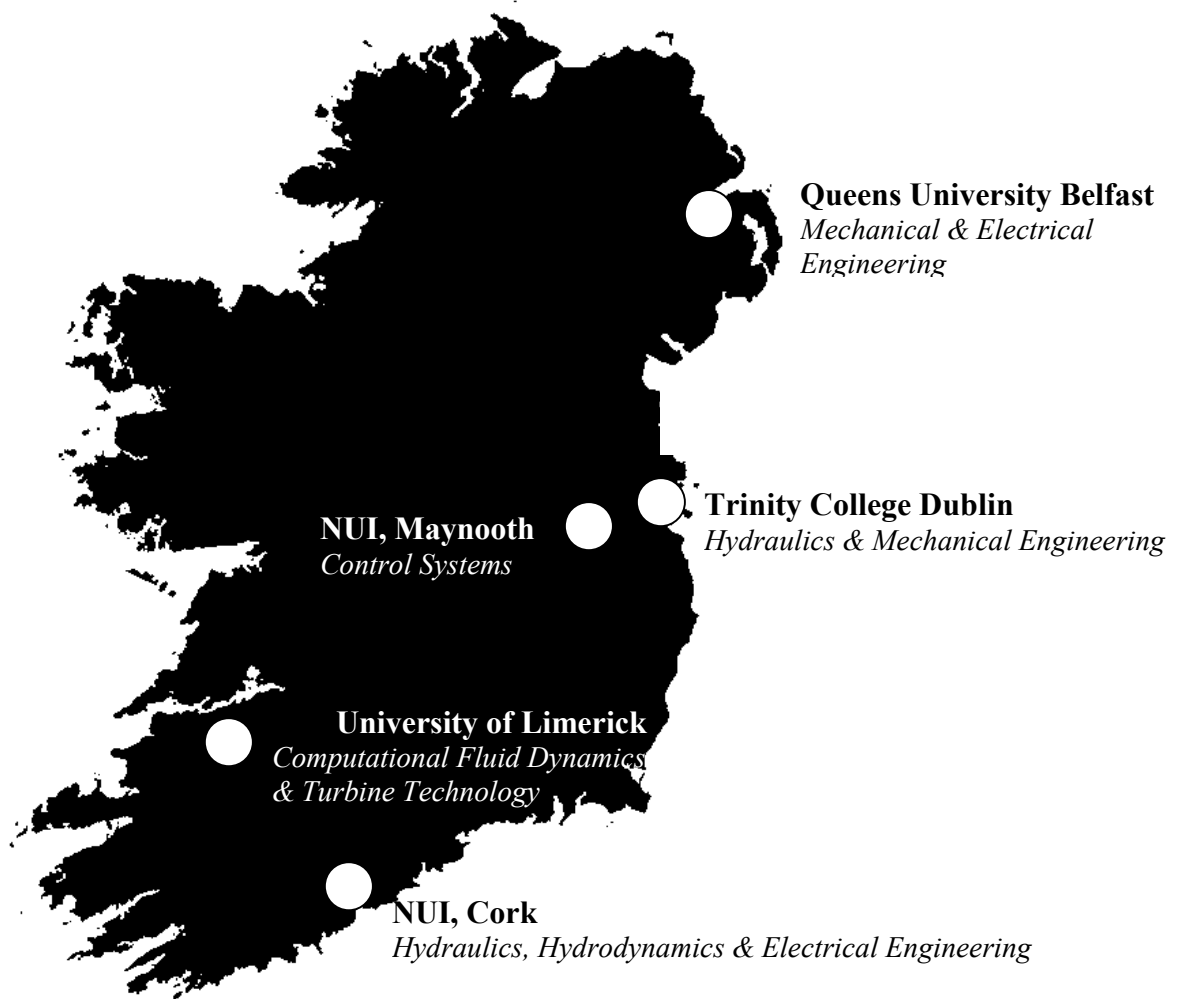 Queens University Belfast
Mechanical & Electrical
Engineering
Trinity College Dublin
Hydraulics & Mechanical Engineering
NUI, Maynooth
Control Systems
University of Limerick
Computational Fluid Dynamics
& Turbine Technology
NUI, Cork
Hydraulics, Hydrodynamics & Electrical Engineering